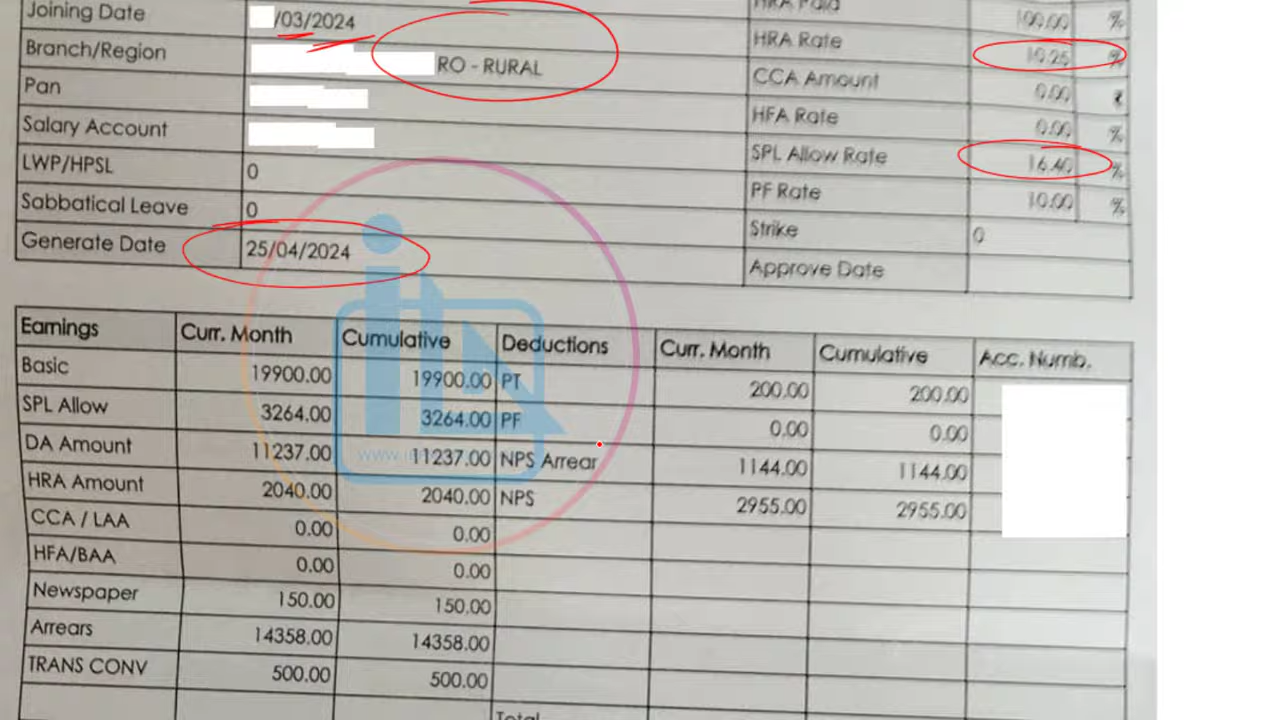 Joining Date /03/2024
Branch/Region RO - RURAL
Pan
Salary Account
LWP/HPSL 0
Sabbatical Leave 0
Generate Date 25/04/2024
HRA Paid 100.00 %
HRA Rate 10.25 %
CCA Amount 0.00 ₹
HFA Rate 0.00 %
SPL Allow Rate 16.40 %
PF Rate 10.00 %
Strike 0
Approve Date
Earnings Curr. Month Cumulative Deductions Curr. Month Cumulative Acc. Numb.
Basic 19900.00 19900.00 PT 200.00 200.00
SPL Allow 3264.00 3264.00 PF 0.00 0.00
DA Amount 11237.00 11237.00 NPS Arrear 1144.00 1144.00
HRA Amount 2040.00 2040.00 NPS 2955.00 2955.00
CCA / LAA 0.00 0.00
HFA/BAA 0.00 0.00
Newspaper 150.00 150.00
Arrears 14358.00 14358.00
TRANS CONV 500.00 500.00
Total